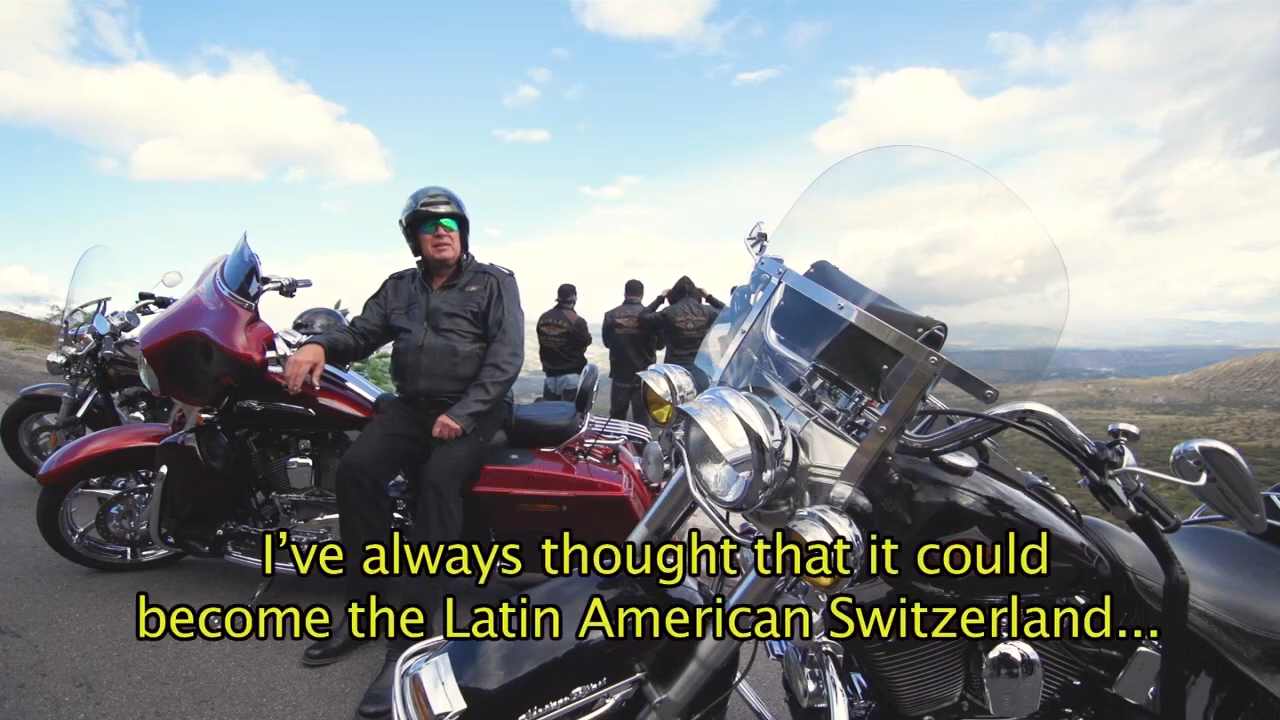 I’ve always thought that it could
become the Latin American Switzerland...